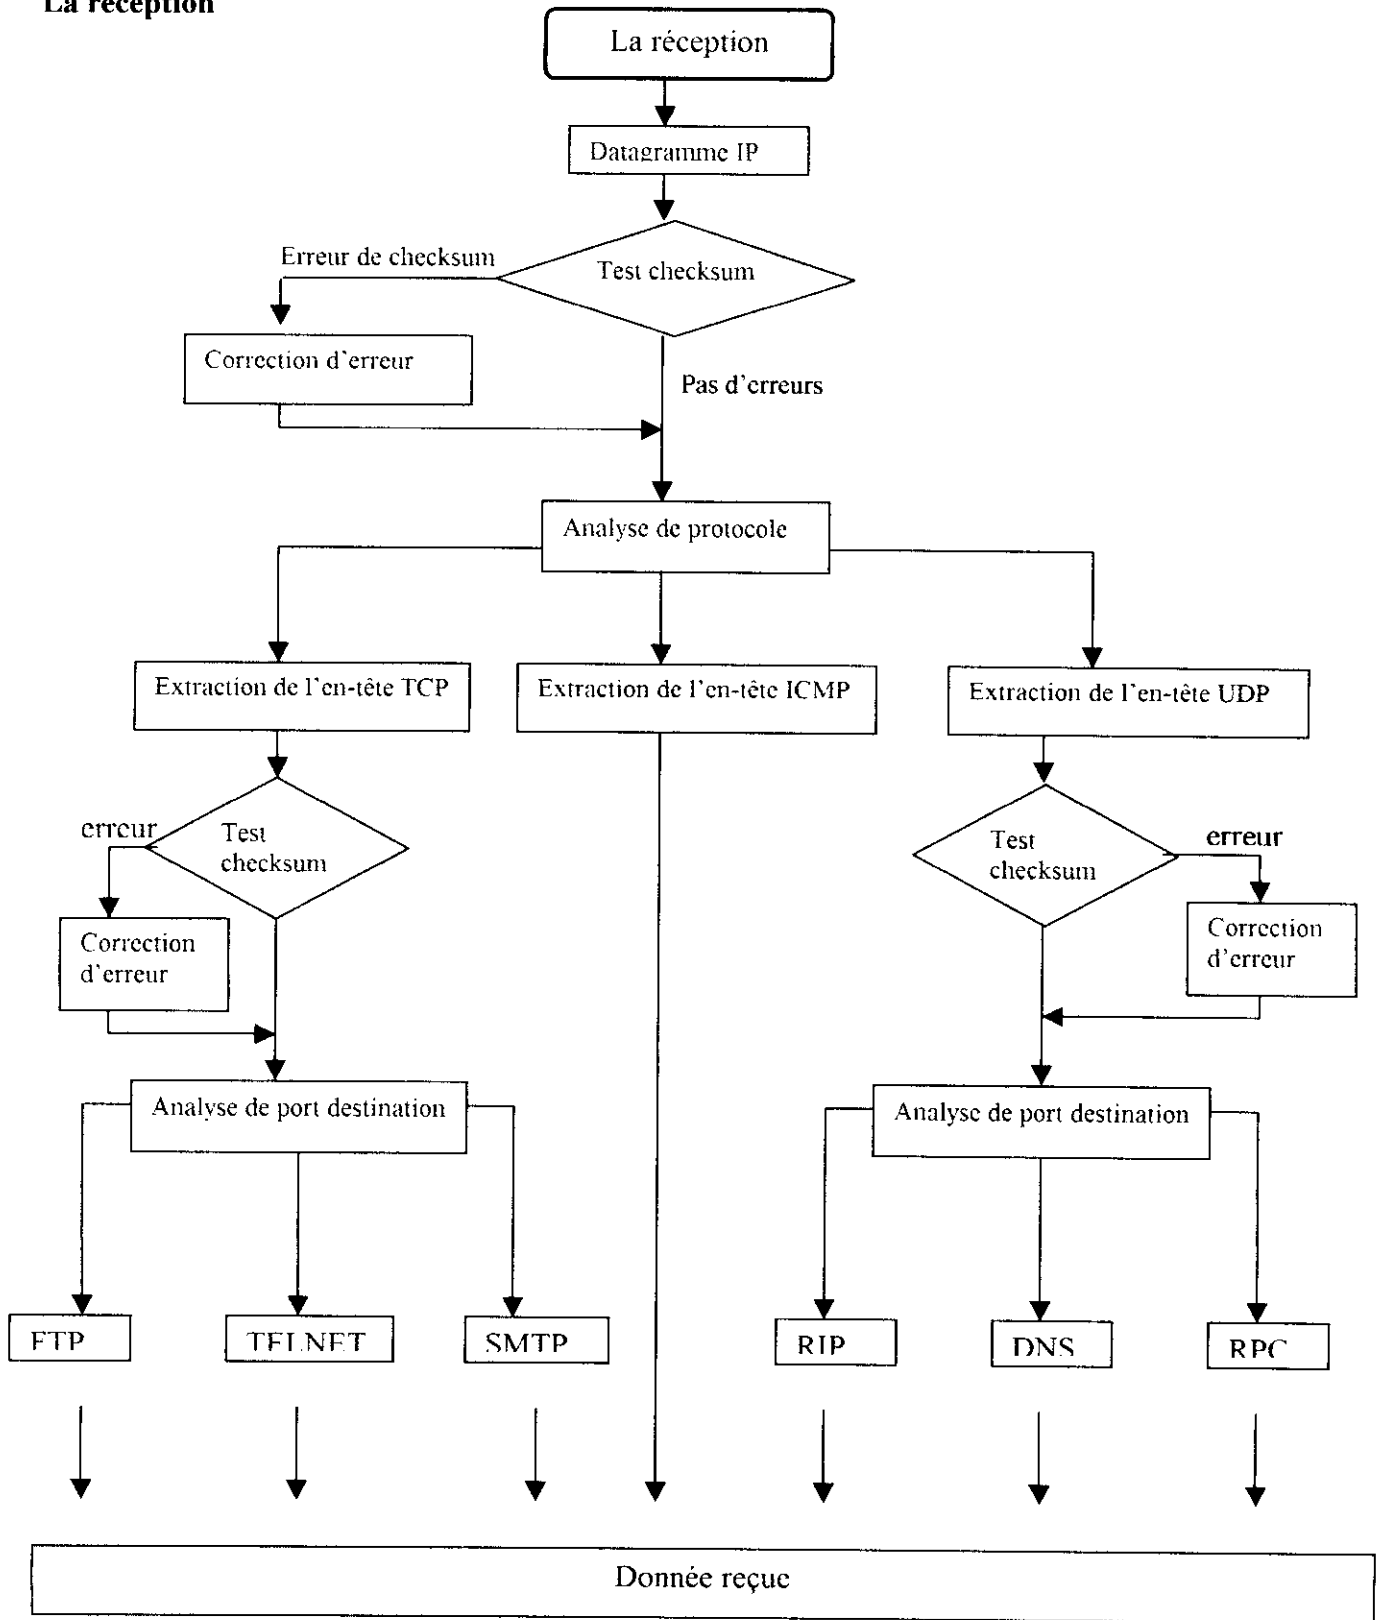 La réception
La réception
Datagramme IP
Erreur de checksum
Test checksum
Correction d'erreur
Pas d'erreurs
Analyse de protocole
Extraction de l'en-tête TCP
Extraction de l'en-tête ICMP
Extraction de l'en-tête UDP
erreur
Test
checksum
Test
checksum
erreur
Correction
d'erreur
Correction
d'erreur
Analyse de port destination
Analyse de port destination
FTP
TELNET
SMTP
RIP
DNS
RPC
Donnée reçue